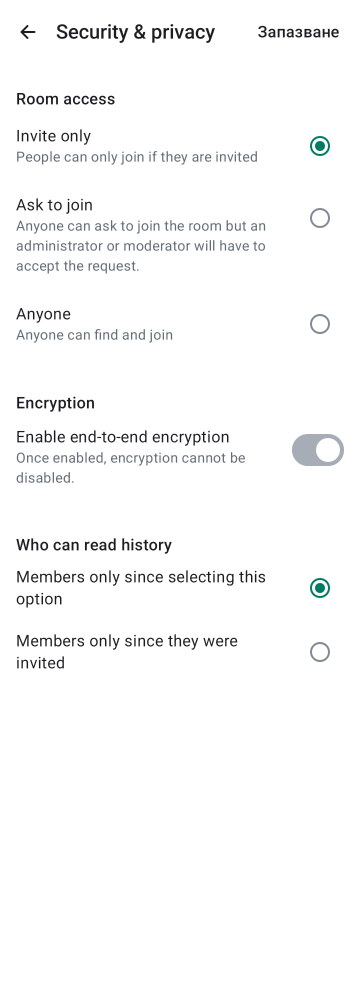 Security & privacy
Запазване
Room access
Invite only
People can only join if they are invited
Ask to join
Anyone can ask to join the room but an
administrator or moderator will have to
accept the request.
Anyone
Anyone can find and join
Encryption
Enable end-to-end encryption
Once enabled, encryption cannot be
disabled.
Who can read history
Members only since selecting this
option
Members only since they were
invited